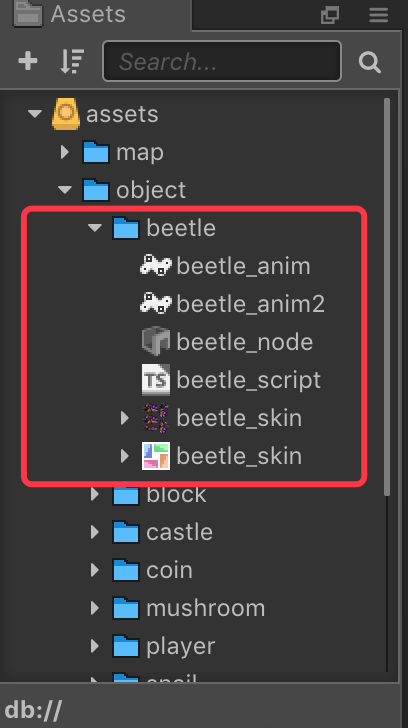 Assets
Search...
assets
map
object
beetle
beetle_anim
beetle_anim2
beetle_node
TS beetle_script
beetle_skin
beetle_skin
block
castle
coin
mushroom
player
snail
db://